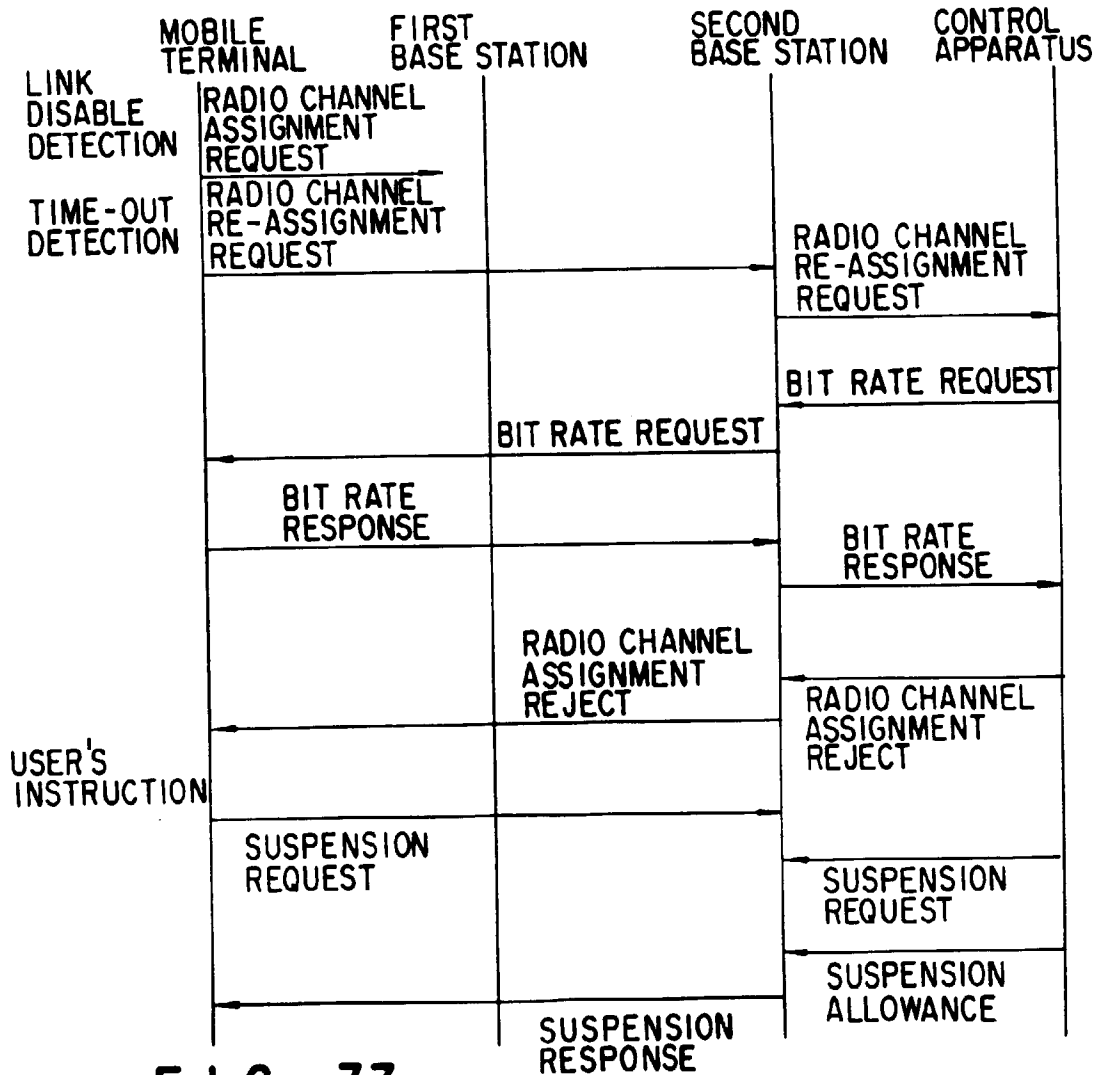 MOBILE
TERMINAL
FIRST
BASE STATION
SECOND
BASE STATION
CONTROL
APPARATUS
LINK
DISABLE
DETECTION
RADIO CHANNEL
ASSIGNMENT
REQUEST
TIME-OUT
DETECTION
RADIO CHANNEL
RE-ASSIGNMENT
REQUEST
RADIO CHANNEL
RE-ASSIGNMENT
REQUEST
BIT RATE REQUEST
BIT RATE REQUEST
BIT RATE
RESPONSE
BIT RATE
RESPONSE
RADIO CHANNEL
ASSIGNMENT
REJECT
RADIO CHANNEL
ASSIGNMENT
REJECT
USER'S
INSTRUCTION
SUSPENSION
REQUEST
SUSPENSION
REQUEST
SUSPENSION
ALLOWANCE
SUSPENSION
RESPONSE